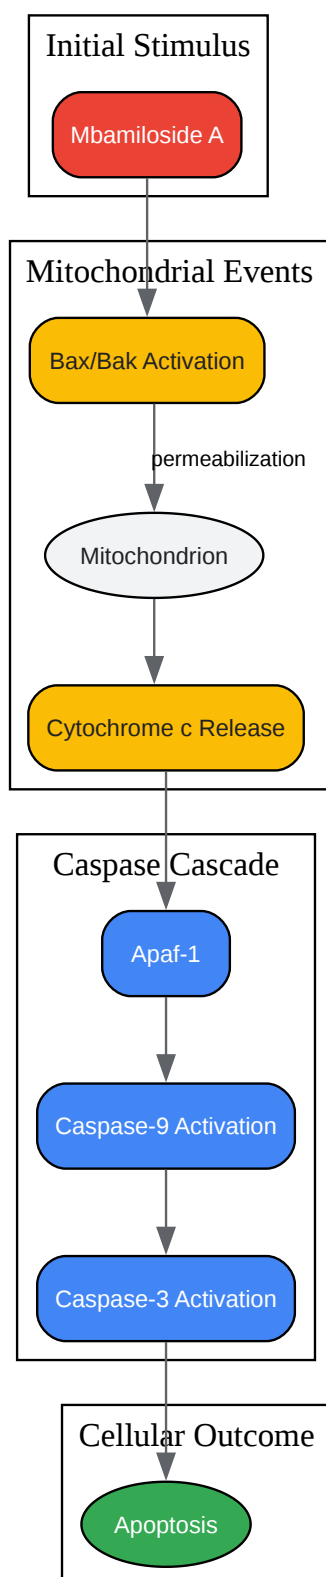 Initial Stimulus
Mbamiloside A
Mitochondrial Events
Bax/Bak Activation
permeabilization
Mitochondrion
Cytochrome c Release
Caspase Cascade
Apaf-1
Caspase-9 Activation
Caspase-3 Activation
Cellular Outcome
Apoptosis